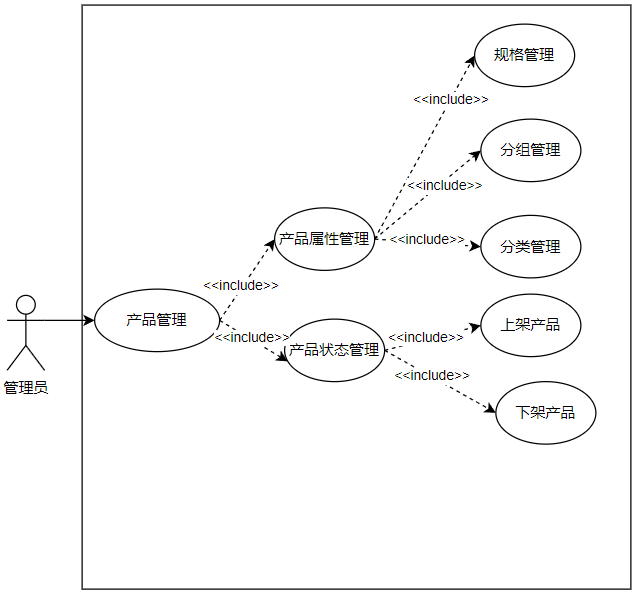 规格管理
<<include>>
分组管理
<<include>>
产品属性管理
<<include>>
分类管理
<<include>>
产品管理
上架产品
<<include>>
<<include>>
产品状态管理
<<include>>
管理员
下架产品